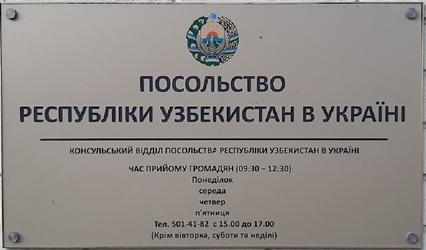 ПОСОЛЬСТВО
РЕСПУБЛІКИ УЗБЕКИСТАН В УКРАЇНІ
КОНСУЛЬСЬКИЙ ВІДДІЛ ПОСОЛЬСТВА РЕСПУБЛІКИ УЗБЕКИСТАН В УКРАЇНІ
ЧАС ПРИЙОМУ ГРОМАДЯН (09:30 – 12:30):
Понеділок
середа
четвер
п'ятниця
Тел. 501-41-82 с 15.00 до 17.00
(Крім вівторка, суботи та неділі)